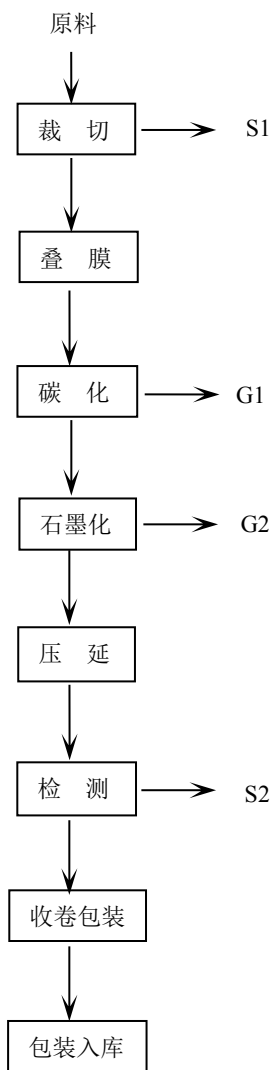 原料
裁 切 S1
叠 膜
碳 化 G1
石墨化 G2
压 延
检 测 S2
收卷包装
包装入库